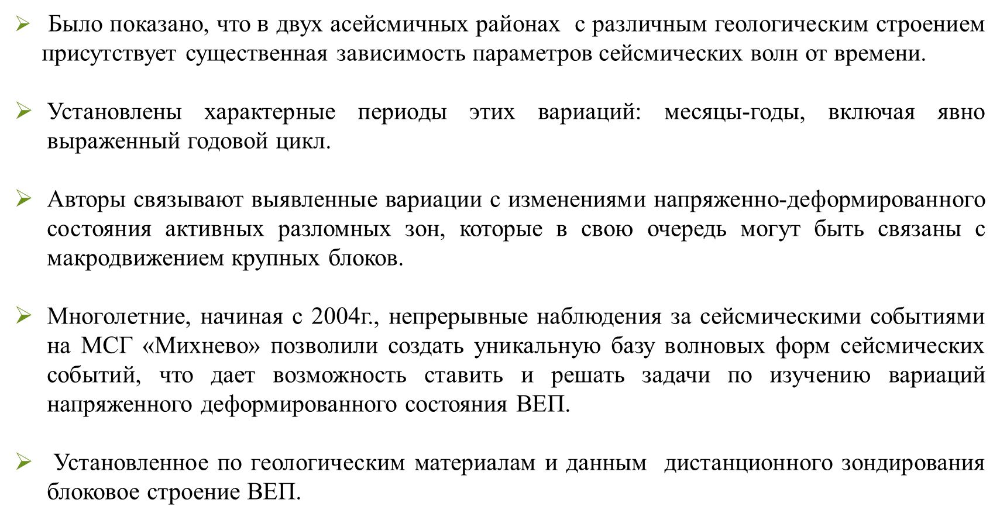 Было показано, что в двух асейсмичных районах с различным геологическим строением
присутствует существенная зависимость параметров сейсмических волн от времени.
Установлены характерные периоды этих вариаций: месяцы-годы, включая явно
выраженный годовой цикл.
Авторы связывают выявленные вариации с изменениями напряженно-деформированного
состояния активных разломных зон, которые в свою очередь могут быть связаны с
макродвижением крупных блоков.
Многолетние, начиная с 2004г., непрерывные наблюдения за сейсмическими событиями
на МСГ «Михнево» позволили создать уникальную базу волновых форм сейсмических
событий, что дает возможность ставить и решать задачи по изучению вариаций
напряженного деформированного состояния ВЕП.
Установленное по геологическим материалам и данным дистанционного зондирования
блоковое строение ВЕП.